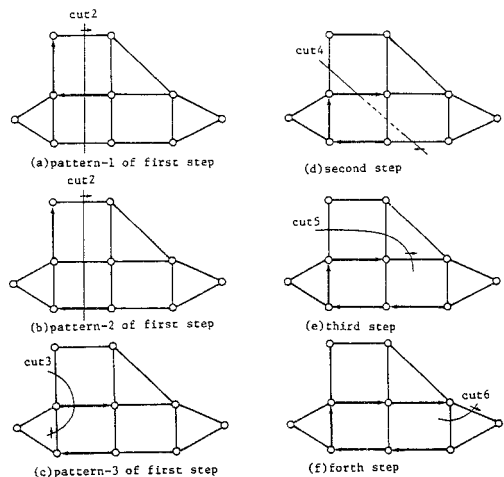 cut2
(a)pattern-1 of first step
cut2
(b)pattern-2 of first step
cut3
(c)pattern-3 of first step
cut4
(d)second step
cut5
(e)third step
cut6
(f)forth step